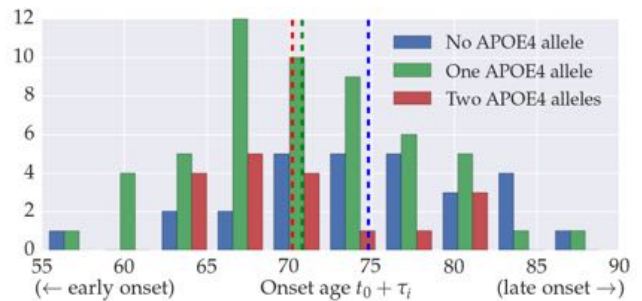 12
10
8
6
4
2
0
No APOE4 allele
One APOE4 allele
Two APOE4 alleles
55 60 65 70 75 80 85 90
(← early onset) Onset age t₀ + τᵢ (late onset →)